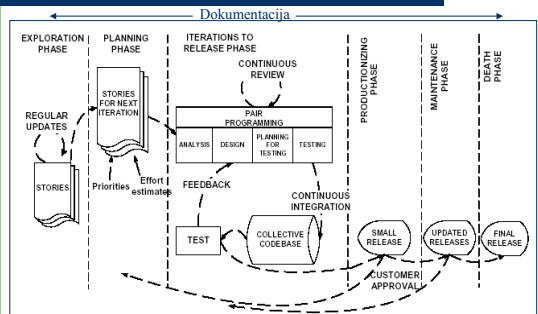 Dokumentacija
EXPLORATION
PHASE
PLANNING
PHASE
ITERATIONS TO
RELEASE PHASE
PRODUCTIONIZING
PHASE
MAINTENANCE
PHASE
DEATH
PHASE
REGULAR
UPDATES
STORIES
STORIES
FOR NEXT
ITERATION
Priorities
Effort
estimates
CONTINUOUS
REVIEW
PAIR
PROGRAMMING
ANALYSIS
DESIGN
PLANNING
FOR
TESTING
TESTING
FEEDBACK
CONTINUOUS
INTEGRATION
TEST
COLLECTIVE
CODEBASE
SMALL
RELEASE
UPDATED
RELEASES
FINAL
RELEASE
CUSTOMER
APPROVAL